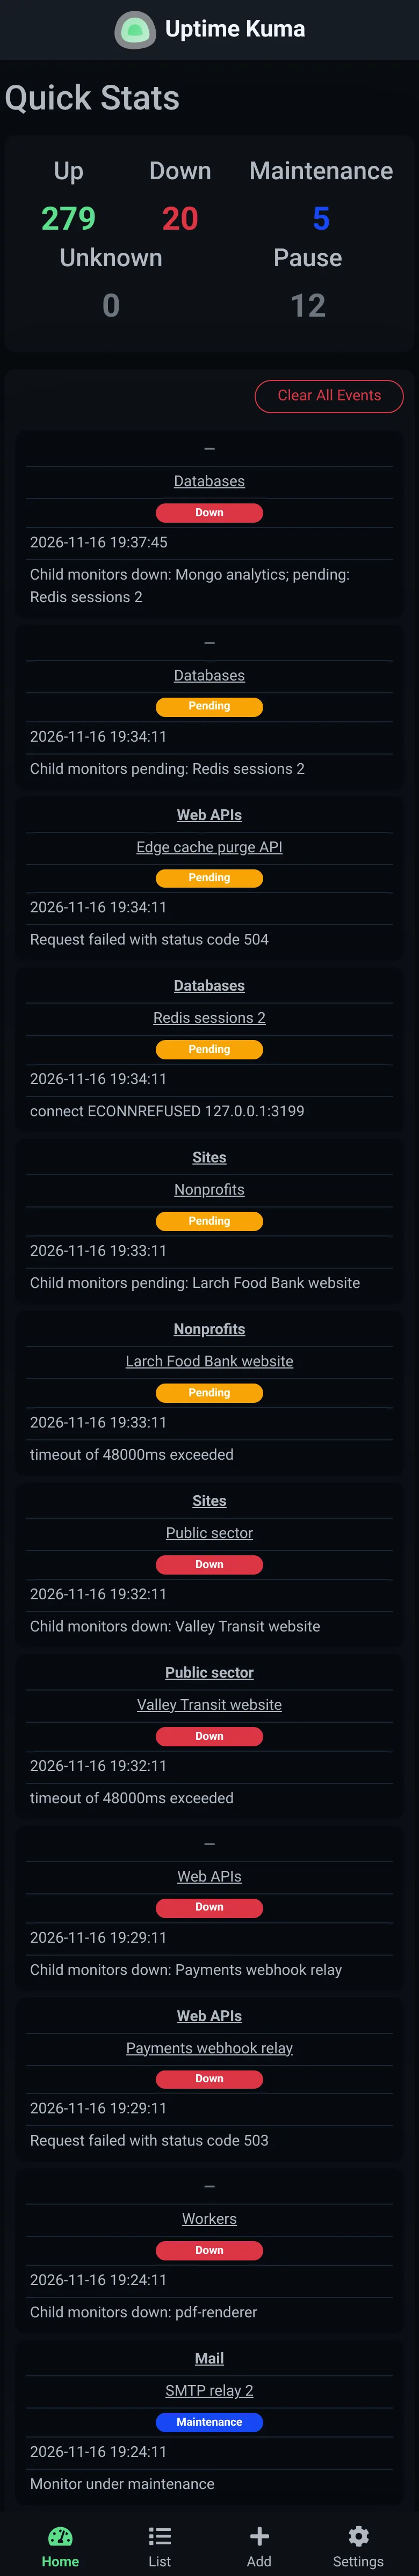 Uptime Kuma
Quick Stats
Up
Down
Maintenance
279
20
5
Unknown
Pause
0
12
Clear All Events
—
Databases
Down
2026-11-16 19:37:45
Child monitors down: Mongo analytics; pending:
Redis sessions 2
—
Databases
Pending
2026-11-16 19:34:11
Child monitors pending: Redis sessions 2
Web APIs
Edge cache purge API
Pending
2026-11-16 19:34:11
Request failed with status code 504
Databases
Redis sessions 2
Pending
2026-11-16 19:34:11
connect ECONNREFUSED 127.0.0.1:3199
Sites
Nonprofits
Pending
2026-11-16 19:33:11
Child monitors pending: Larch Food Bank website
Nonprofits
Larch Food Bank website
Pending
2026-11-16 19:33:11
timeout of 48000ms exceeded
Sites
Public sector
Down
2026-11-16 19:32:11
Child monitors down: Valley Transit website
Public sector
Valley Transit website
Down
2026-11-16 19:32:11
timeout of 48000ms exceeded
—
Web APIs
Down
2026-11-16 19:29:11
Child monitors down: Payments webhook relay
Web APIs
Payments webhook relay
Down
2026-11-16 19:29:11
Request failed with status code 503
—
Workers
Down
2026-11-16 19:24:11
Child monitors down: pdf-renderer
Mail
SMTP relay 2
Maintenance
2026-11-16 19:24:11
Monitor under maintenance
Home
List
Add
Settings